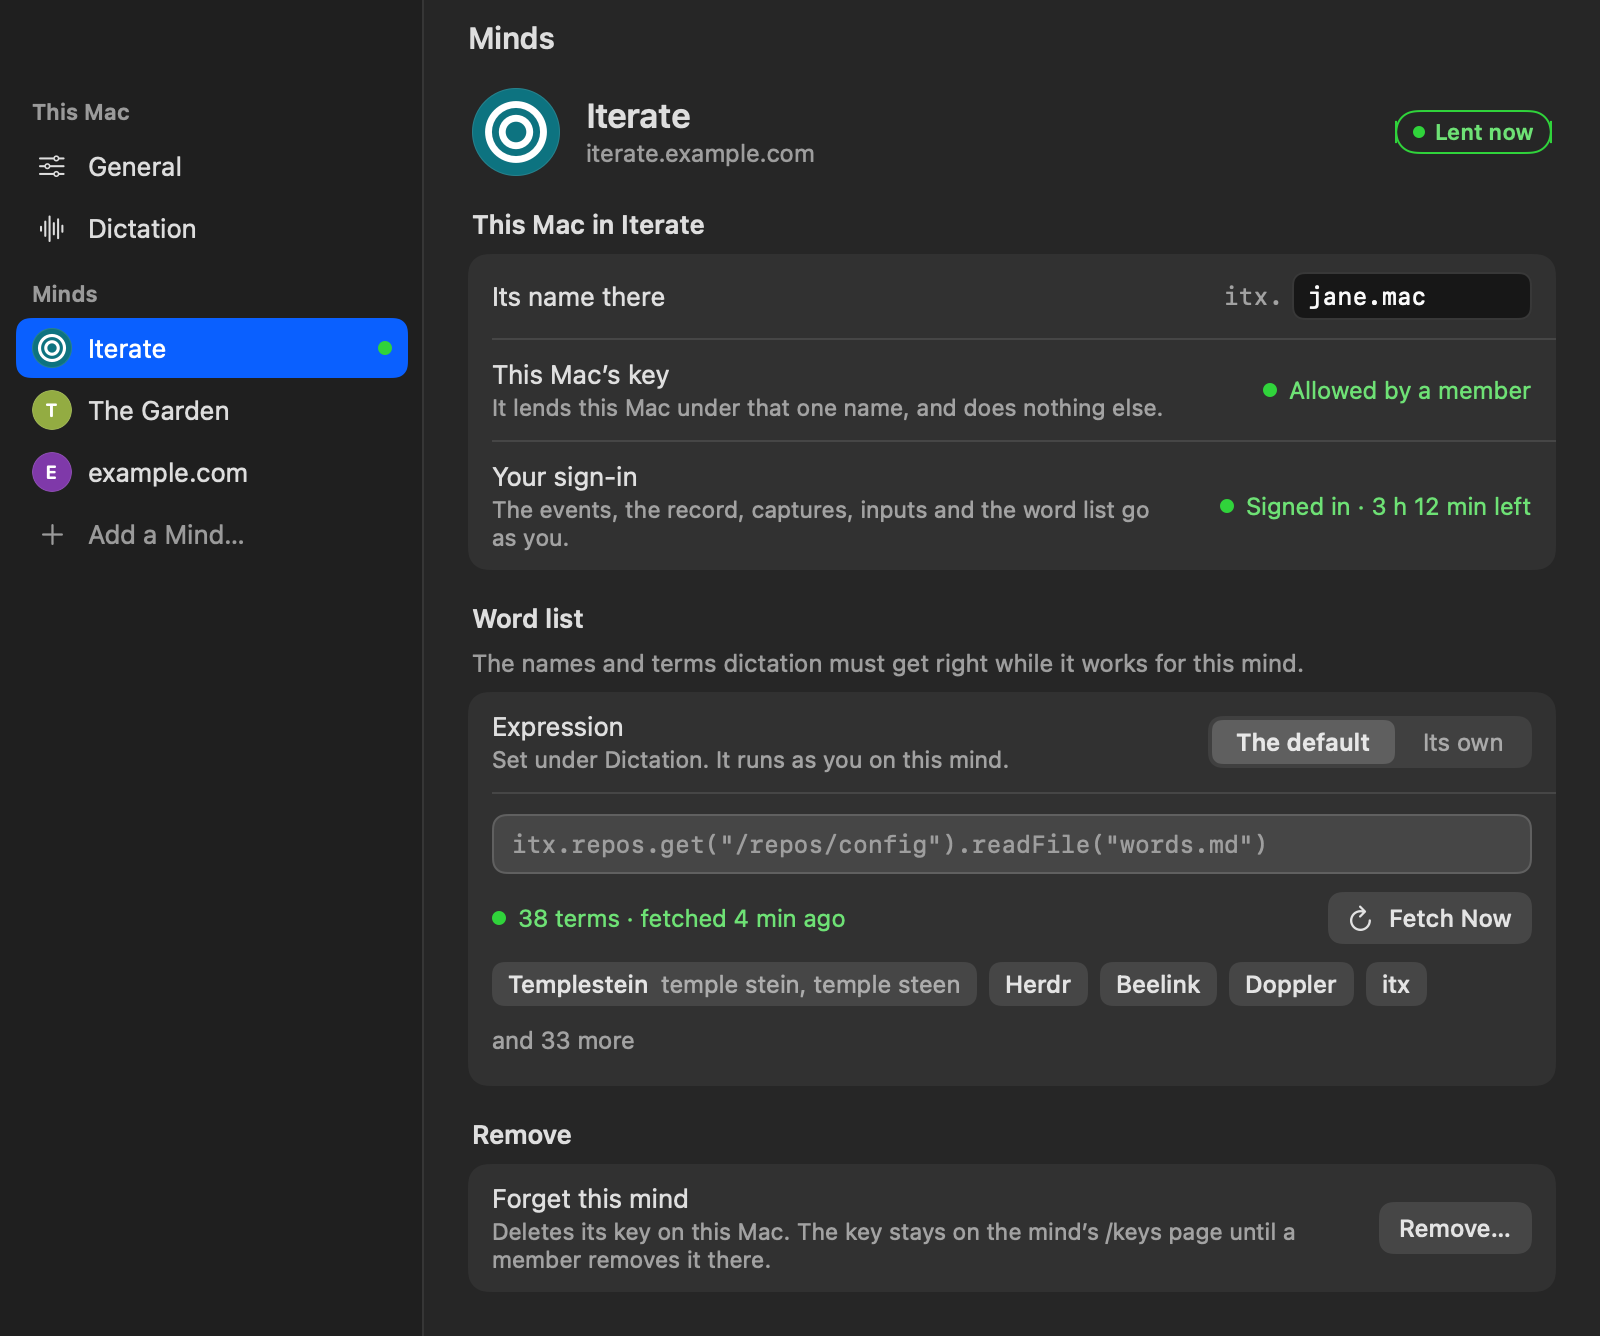 This Mac
General
Dictation
Minds
Iterate
T
The Garden
E
example.com
Add a Mind...
Minds
Iterate
iterate.example.com
Lent now
This Mac in Iterate
Its name there
itx.
jane.mac
This Mac’s key
It lends this Mac under that one name, and does nothing else.
Allowed by a member
Your sign-in
The events, the record, captures, inputs and the word list go
as you.
Signed in · 3 h 12 min left
Word list
The names and terms dictation must get right while it works for this mind.
Expression
Set under Dictation. It runs as you on this mind.
The default
Its own
itx.repos.get("/repos/config").readFile("words.md")
38 terms · fetched 4 min ago
Fetch Now
Templestein temple stein, temple steen
Herdr
Beelink
Doppler
itx
and 33 more
Remove
Forget this mind
Deletes its key on this Mac. The key stays on the mind’s /keys page until a
member removes it there.
Remove...